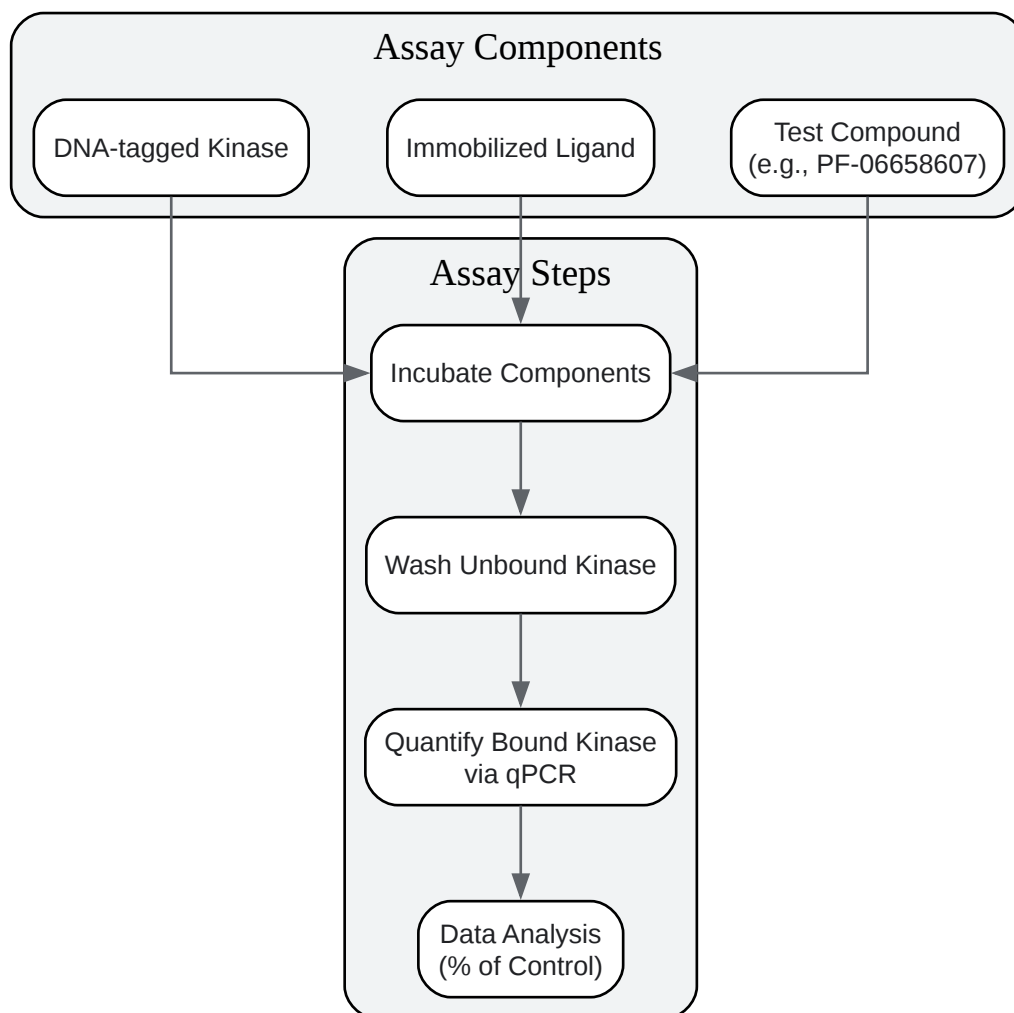 Assay Components
DNA-tagged Kinase
Immobilized Ligand
Test Compound
(e.g., PF-06658607)
Assay Steps
Incubate Components
Wash Unbound Kinase
Quantify Bound Kinase
via qPCR
Data Analysis
(% of Control)